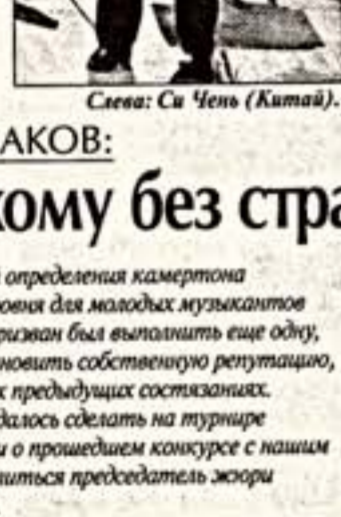 Слева: Си Чень (Китай).
АКОВ:
кому без стра
определения камертона
овня для молодых музыкантов
ризван был выполнить еще одну,
новить собственную репутацию,
х предыдущих состязаниях.
далось сделать на турнире
и о прошедшем конкурсе с нашим
литься председатель жюри